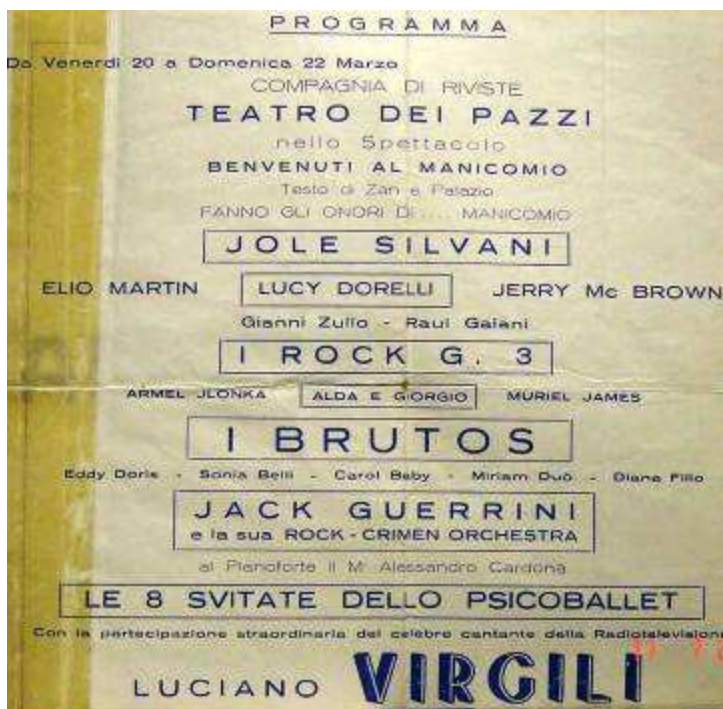 PROGRAMMA
Da Venerdi 20 a Domenica 22 Marzo
COMPAGNIA DI RIVISTE
TEATRO DEI PAZZI
nello Spettacolo
BENVENUTI AL MANICOMIO
Testo di Zan e Palazio
FANNO GLI ONORI DI .... MANICOMIO
JOLE SILVANI
ELIO MARTIN LUCY DORELLI JERRY Mc BROWN
Gianni Zullo - Raul Gaiani
I ROCK G. 3
ARMEL JLONKA ALDA E GIORGIO MURIEL JAMES
I BRUTOS
Eddy Doris - Sonia Belli - Carol Baby - Miriam Duò - Diana Fillo
JACK GUERRINI
e la sua ROCK-CRIMEN ORCHESTRA
al Pianoforte il M° Alessandro Cardona
LE 8 SVITATE DELLO PSICOBALLET
Con la partecipazione straordinaria del celebre cantante della Radiotelevisione
LUCIANO VIRGILI